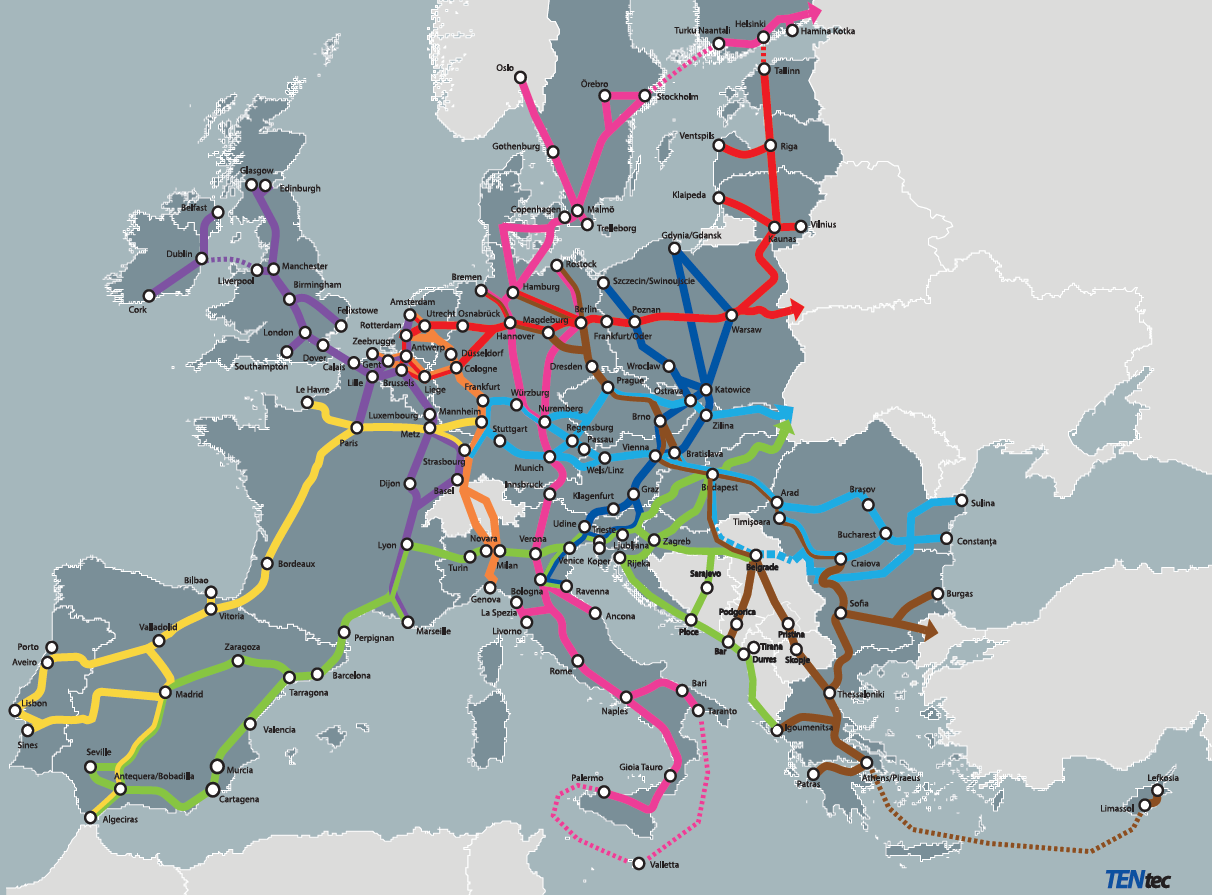 Turku Naantali
Helsinki
Hamina Kotka
Oslo
Tallinn
Örebro
Stockholm
Ventspils
Riga
Gothenburg
Glasgow
Edinburgh
Klaipeda
Belfast
Copenhagen
Malmö
Trelleborg
Vilnius
Kaunas
Gdynia/Gdansk
Dublin
Liverpool
Manchester
Rostock
Bremen
Hamburg
Szczecin/Swinoujscie
Birmingham
Cork
Felixstowe
Amsterdam
Utrecht
Osnabrück
Magdeburg
Berlin
Poznan
Rotterdam
Warsaw
London
Zeebrugge
Antwerp
Hannover
Frankfurt/Oder
Southampton
Dover
Calais
Gent
Düsseldorf
Cologne
Dresden
Wrocław
Lille
Brussels
Liege
Prague
Katowice
Le Havre
Frankfurt
Würzburg
Ostrava
Luxembourg
Mannheim
Nuremberg
Brno
Zilina
Paris
Metz
Stuttgart
Regensburg
Passau
Vienna
Bratislava
Strasbourg
Munich
Wels/Linz
Dijon
Basel
Innsbruck
Klagenfurt
Graz
Budapest
Arad
Braşov
Sulina
Udine
Trieste
Timişoara
Bucharest
Constanţa
Lyon
Novara
Milan
Verona
Venice
Koper
Ljubljana
Zagreb
Rijeka
Belgrade
Craiova
Turin
Bordeaux
Bilbao
Genova
Bologna
Ravenna
Sarajevo
Burgas
Vitoria
La Spezia
Ancona
Sofia
Valladolid
Marseille
Livorno
Ploce
Podgorica
Pristina
Perpignan
Porto
Aveiro
Zaragoza
Bar
Tirana
Durres
Skopje
Barcelona
Rome
Madrid
Tarragona
Bari
Thessaloniki
Lisbon
Naples
Taranto
Sines
Valencia
Igoumenitsa
Seville
Murcia
Gioia Tauro
Antequera/Bobadilla
Palermo
Athens/Piraeus
Patras
Lefkosia
Cartagena
Limassol
Algeciras
Valletta
TENtec